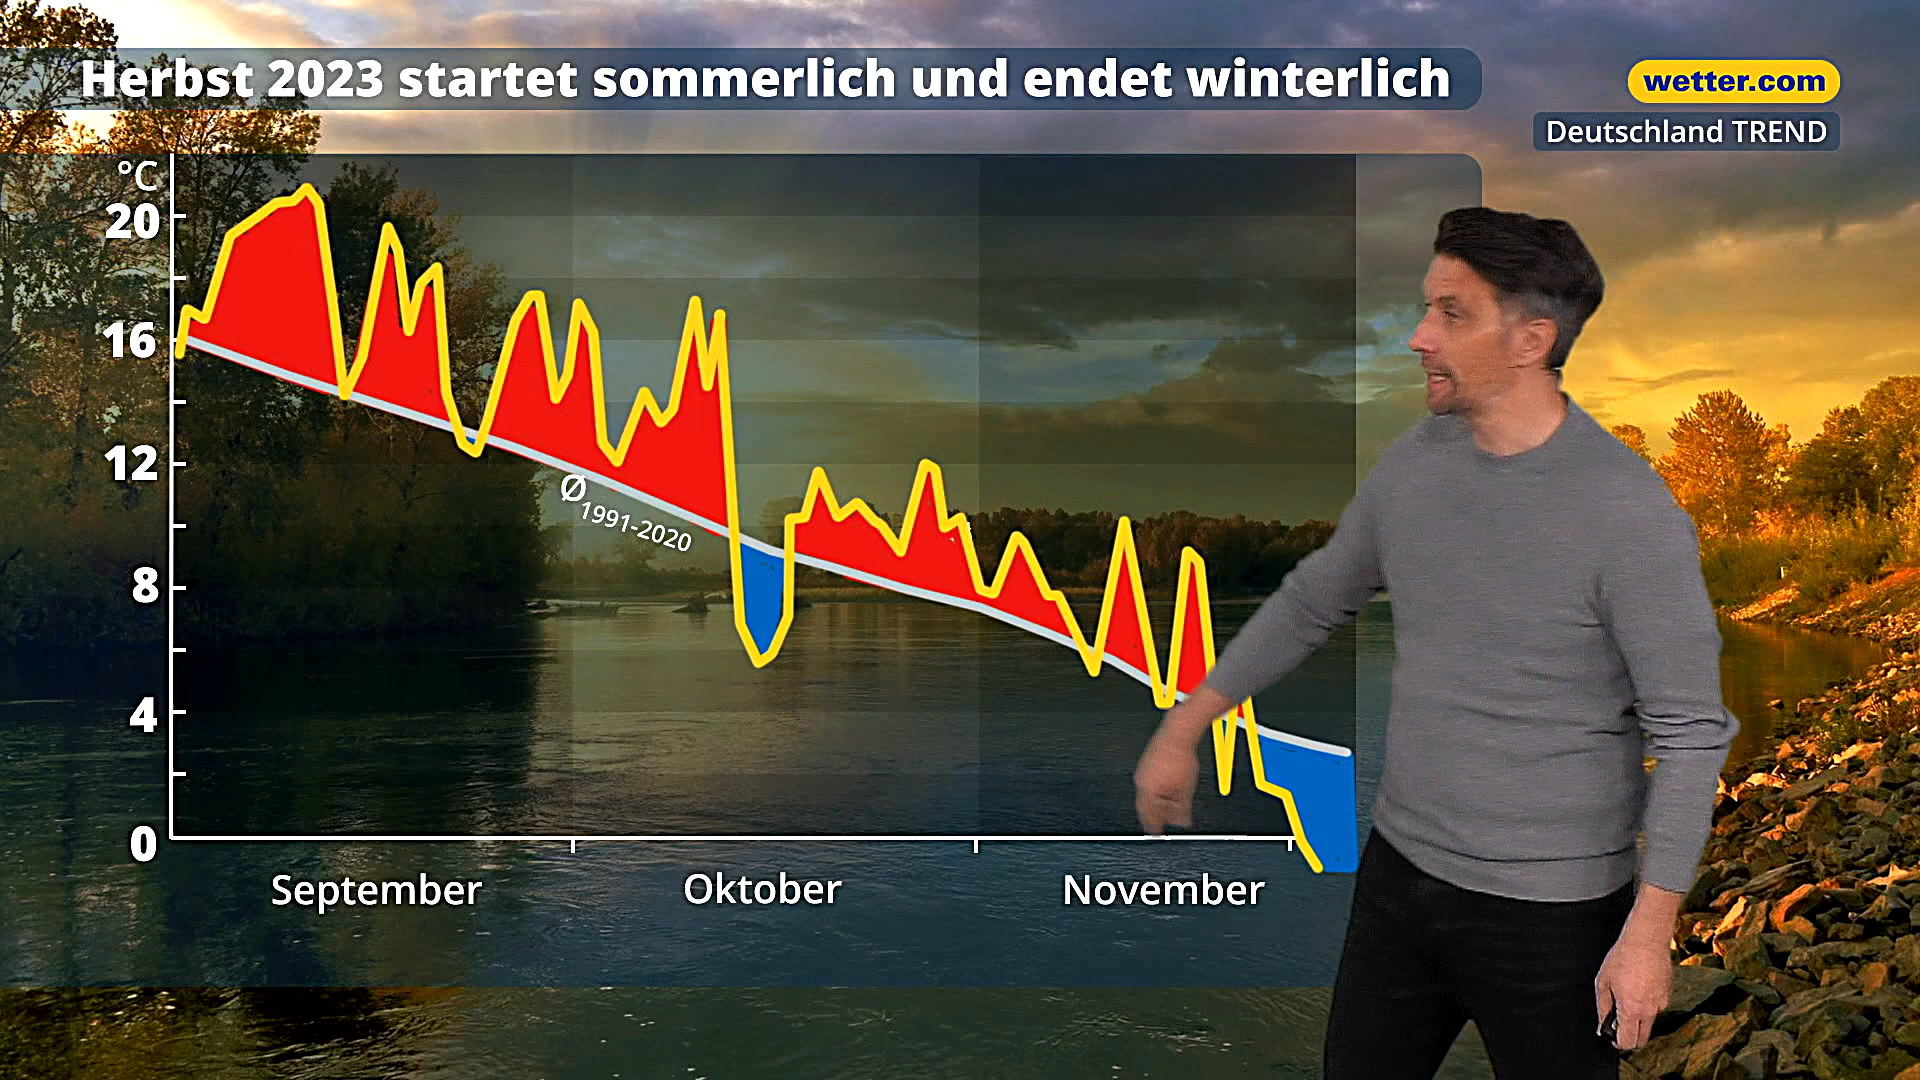 Herbst 2023 startet sommerlich und endet winterlich
wetter.com
Deutschland TREND
°C
20
16
12
8
4
0
Ø 1991-2020
September Oktober November